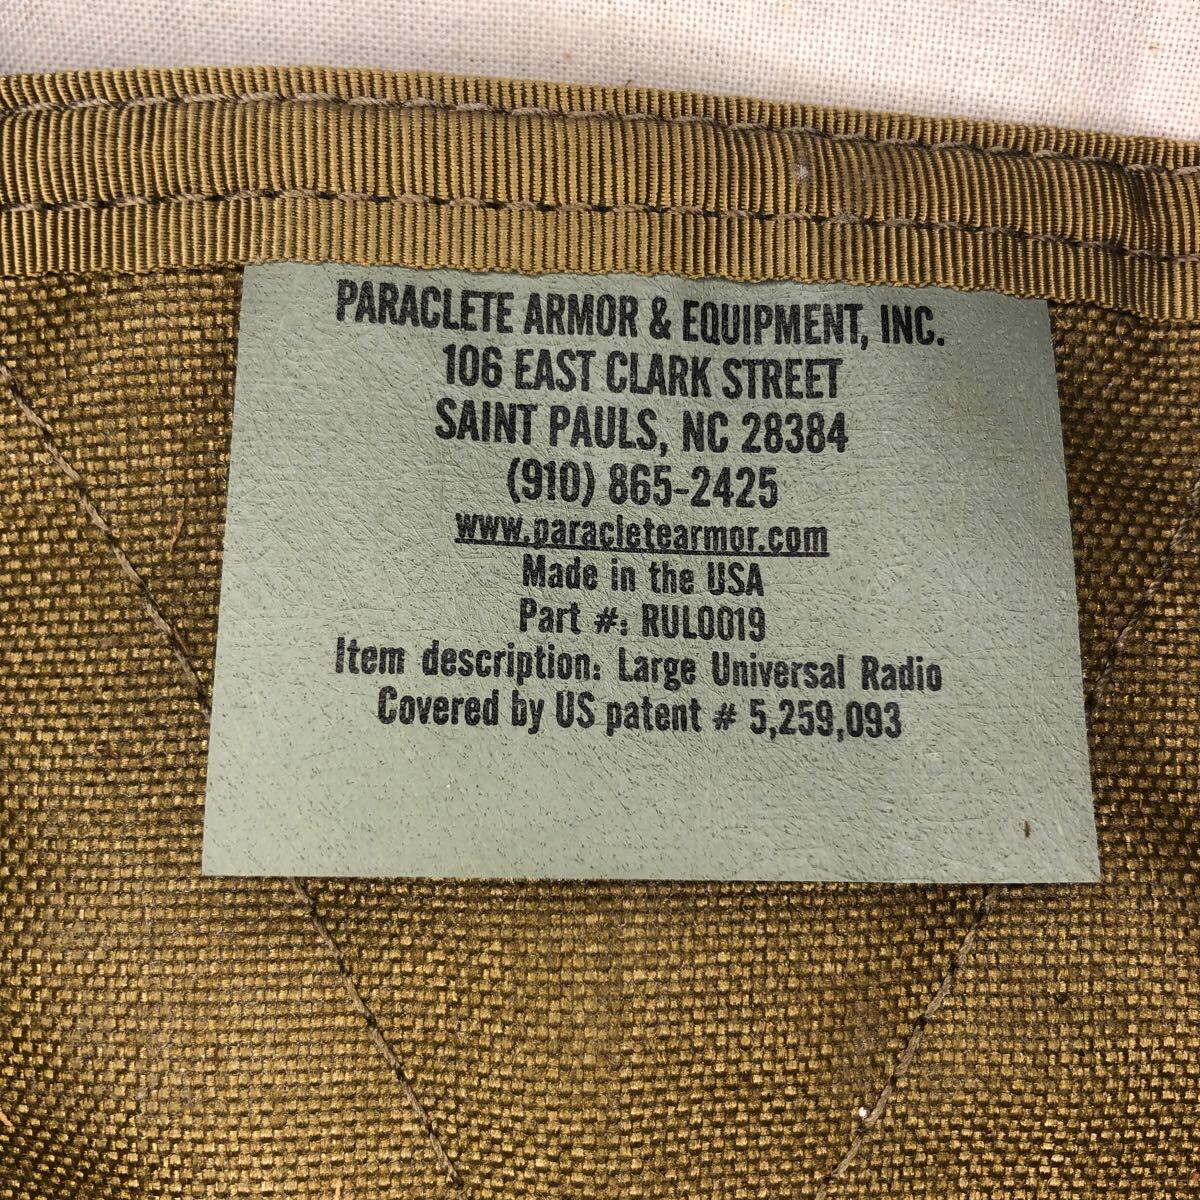 PARACLETE ARMOR & EQUIPMENT, INC.
106 EAST CLARK STREET
SAINT PAULS, NC 28384
(910) 865-2425
www.paracletearmor.com
Made in the USA
Part #: RUL0019
Item description: Large Universal Radio
Covered by US patent # 5,259,093